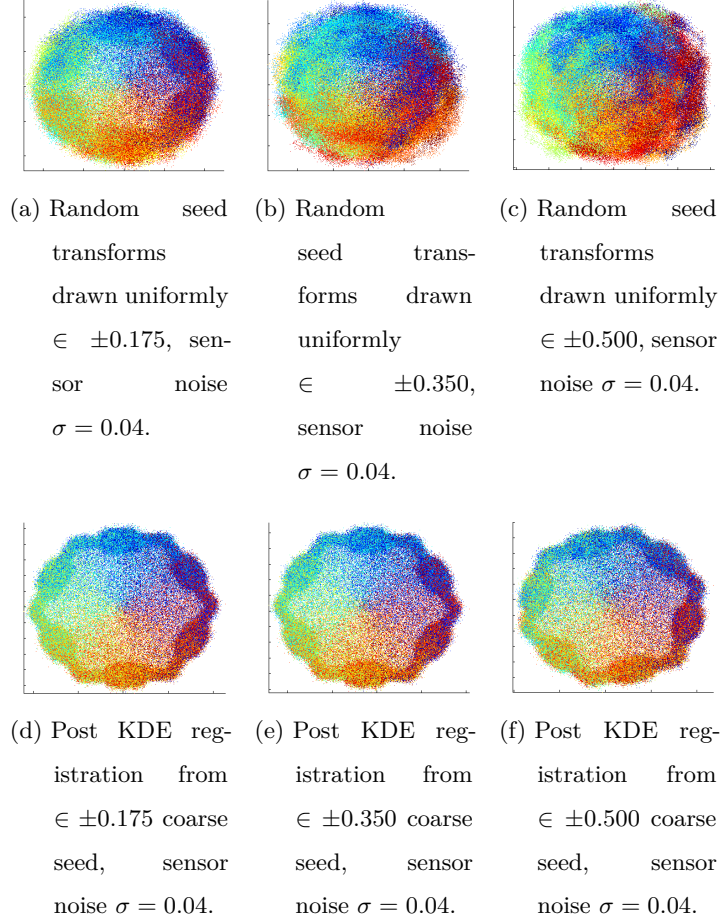 (a) Random seed
transforms
drawn uniformly
∈ ±0.175, sen-
sor noise
σ = 0.04.
(b) Random
seed trans-
forms drawn
uniformly
∈ ±0.350,
sensor noise
σ = 0.04.
(c) Random seed
transforms
drawn uniformly
∈ ±0.500, sensor
noise σ = 0.04.
(d) Post KDE reg-
istration from
∈ ±0.175 coarse
seed, sensor
noise σ = 0.04.
(e) Post KDE reg-
istration from
∈ ±0.350 coarse
seed, sensor
noise σ = 0.04.
(f) Post KDE reg-
istration from
∈ ±0.500 coarse
seed, sensor
noise σ = 0.04.